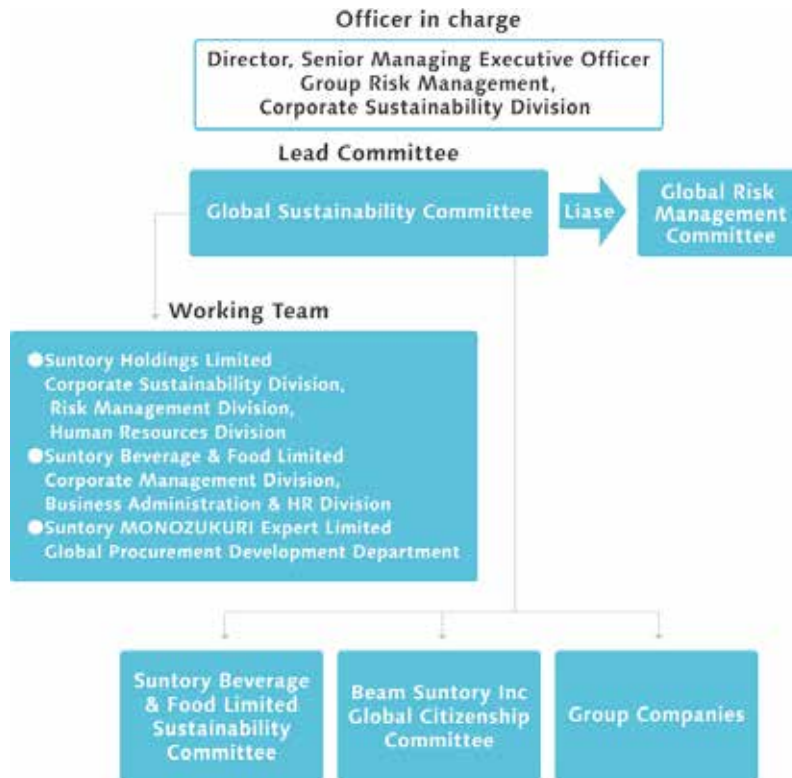 Officer in charge
Director, Senior Managing Executive Officer
Group Risk Management,
Corporate Sustainability Division
Lead Committee
Global Sustainability Committee
Liase
Global Risk
Management
Committee
Working Team
●Suntory Holdings Limited
Corporate Sustainability Division,
Risk Management Division,
Human Resources Division
●Suntory Beverage & Food Limited
Corporate Management Division,
Business Administration & HR Division
●Suntory MONOZUKURI Expert Limited
Global Procurement Development Department
Suntory Beverage
& Food Limited
Sustainability
Committee
Beam Suntory Inc
Global Citizenship
Committee
Group Companies